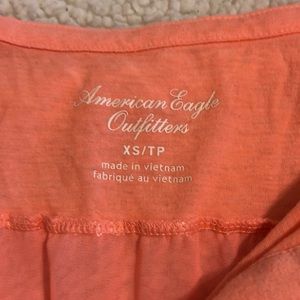 American Eagle
Outfitters
XS/TP
made in vietnam
fabriqué au vietnam